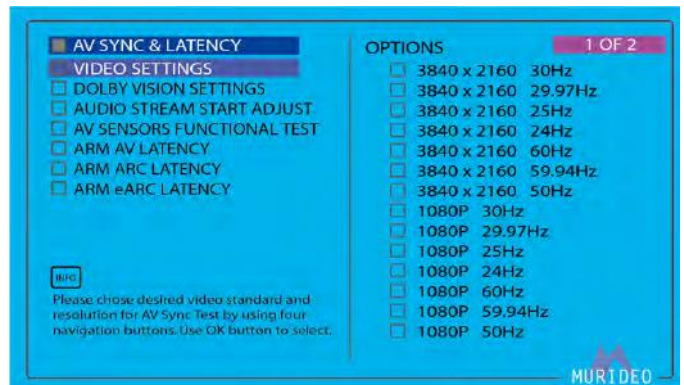 AV SYNC & LATENCY
VIDEO SETTINGS
DOLBY VISION SETTINGS
AUDIO STREAM START ADJUST
AV SENSORS FUNCTIONAL TEST
ARM AV LATENCY
ARM ARC LATENCY
ARM eARC LATENCY
INFO
Please chose desired video standard and
resolution for AV Sync Test by using four
navigation buttons. Use OK button to select.
OPTIONS 1 OF 2
3840 x 2160 30Hz
3840 x 2160 29.97Hz
3840 x 2160 25Hz
3840 x 2160 24Hz
3840 x 2160 60Hz
3840 x 2160 59.94Hz
3840 x 2160 50Hz
1080P 30Hz
1080P 29.97Hz
1080P 25Hz
1080P 24Hz
1080P 60Hz
1080P 59.94Hz
1080P 50Hz
MURIDEO